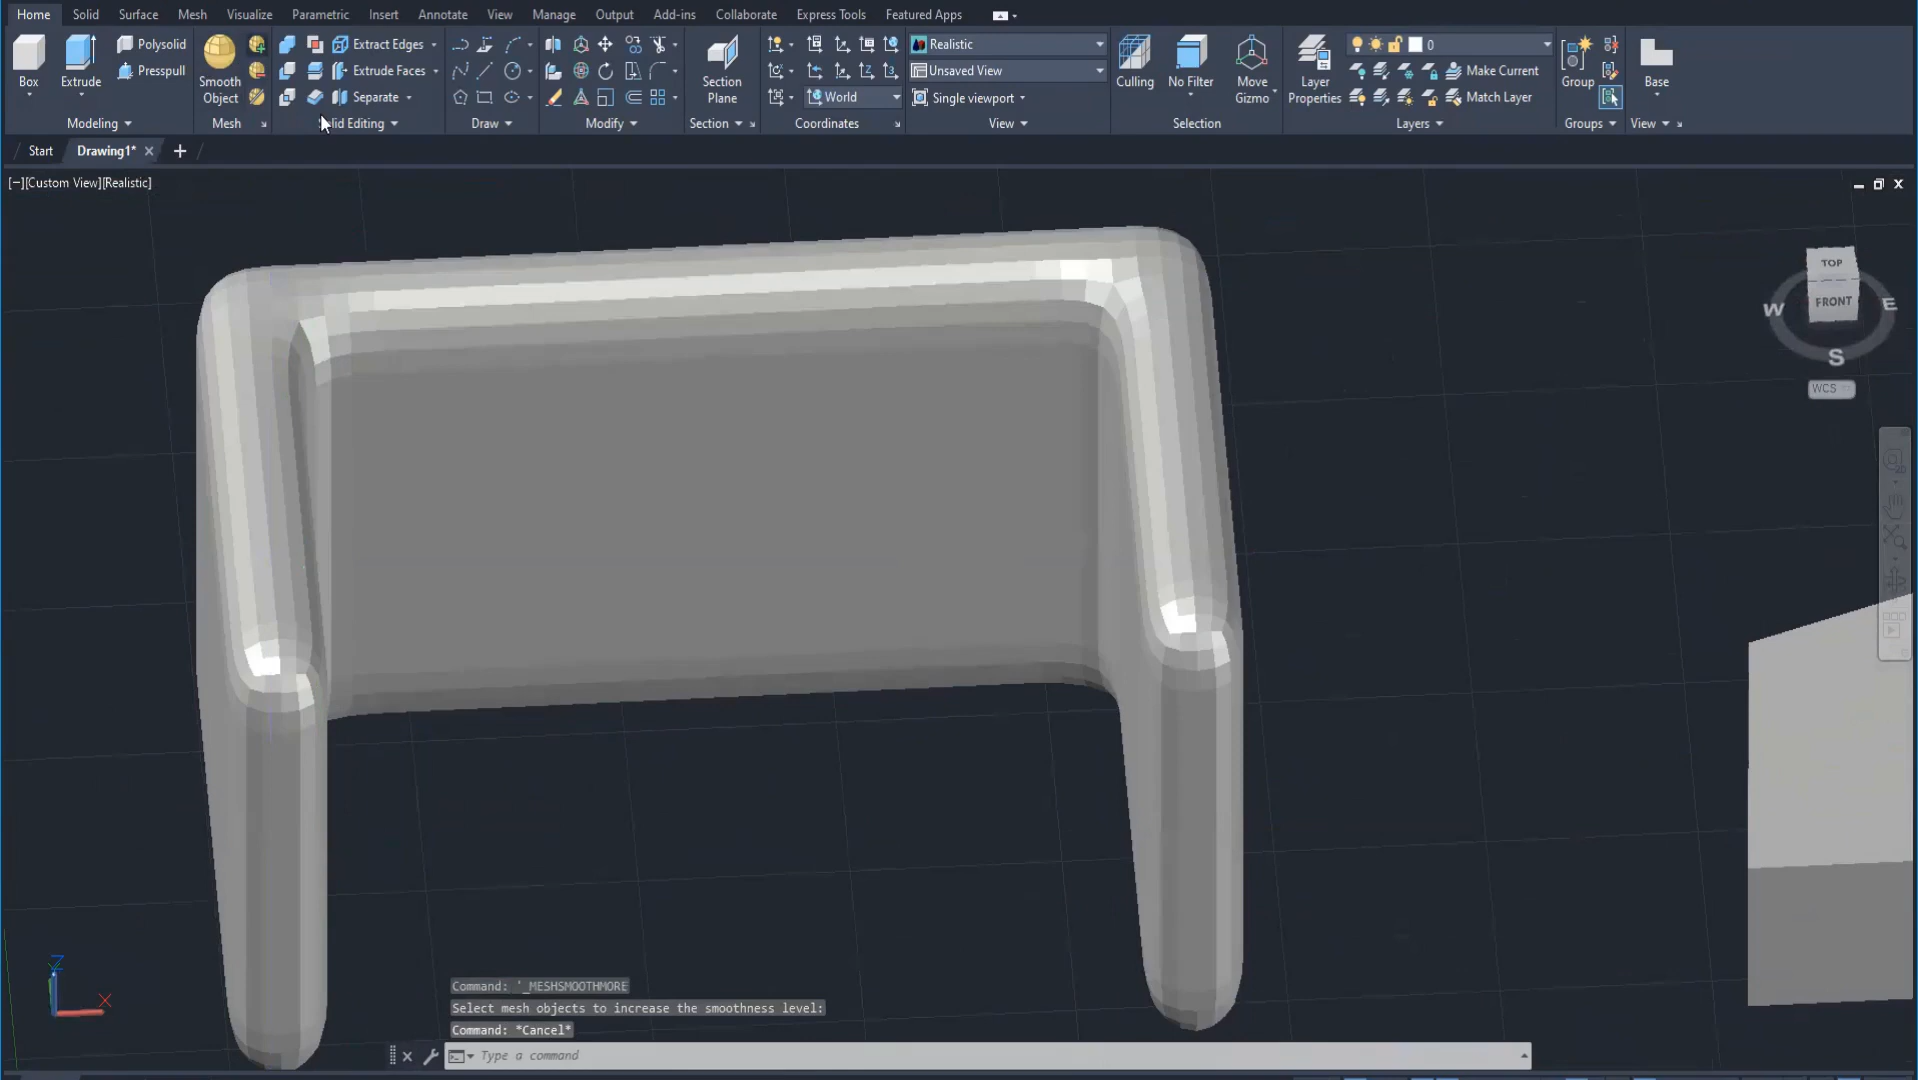 Home Solid Surface Mesh Visualize Parametric Insert Annotate View Manage Output Add-ins Collaborate Express Tools Featured Apps
Box
Extrude
Polysolid
Presspull
Smooth Object
Extract Edges
Extrude Faces
Separate
Section Plane
World
Realistic
Unsaved View
Single viewport
Culling
No Filter
Move Gizmo
Layer Properties
0
Make Current
Match Layer
Group
Base
Modeling Mesh lid Editing Draw Modify Section Coordinates View Selection Layers Groups View
Start Drawing1*
[−][Custom View][Realistic]
TOP
FRONT
W
E
S
WCS
Z
X
Command: '_MESHSMOOTHMORE
Select mesh objects to increase the smoothness level:
Command: *Cancel*
Type a command